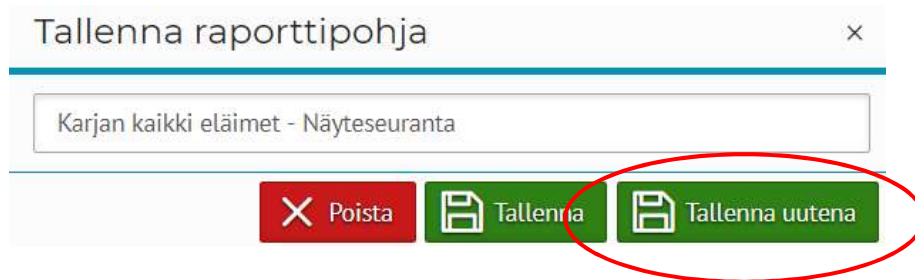 Tallenna raporttipohja ×
Karjan kaikki eläimet - Näyteseuranta
Poista Tallenna Tallenna uutena